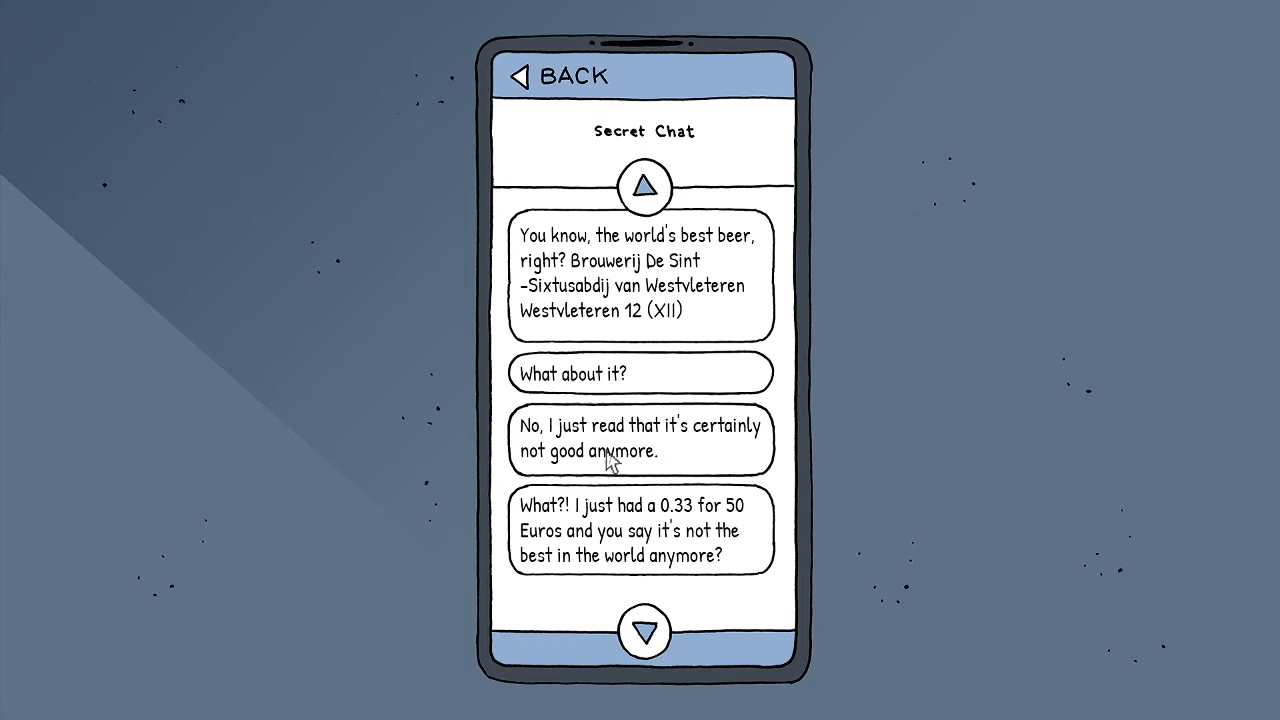 BACK
Secret Chat
You know, the world's best beer,
right? Brouwerij De Sint
-Sixtusabdij van Westvleteren
Westvleteren 12 (XII)
What about it?
No, I just read that it's certainly
not good anymore.
What?! I just had a 0.33 for 50
Euros and you say it's not the
best in the world anymore?